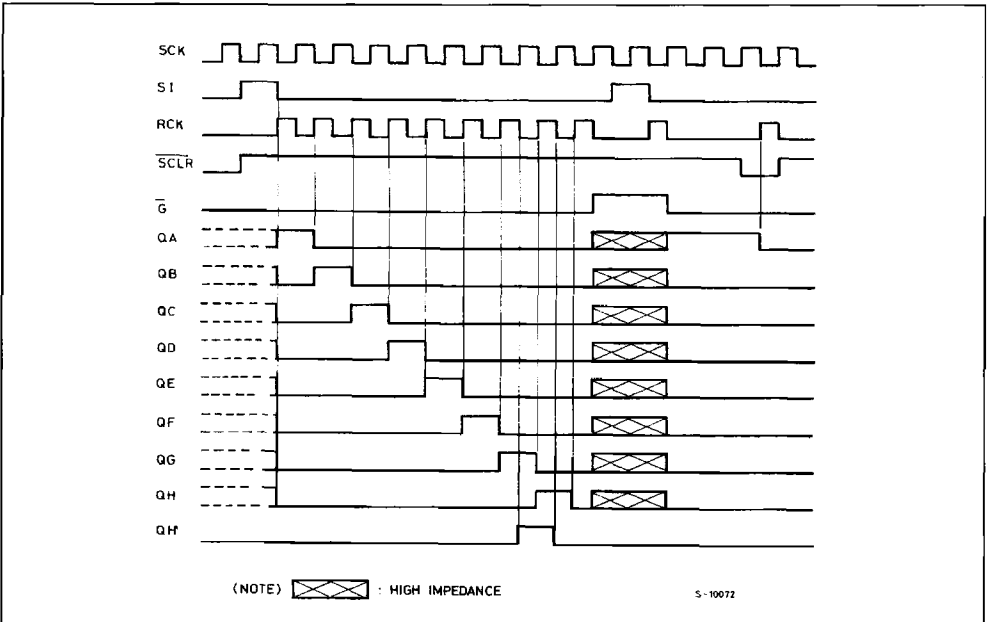 SCK
SI
RCK
SCLR
G
QA
QB
QC
QD
QE
QF
QG
QH
QH'
(NOTE) : HIGH IMPEDANCE
S-10072